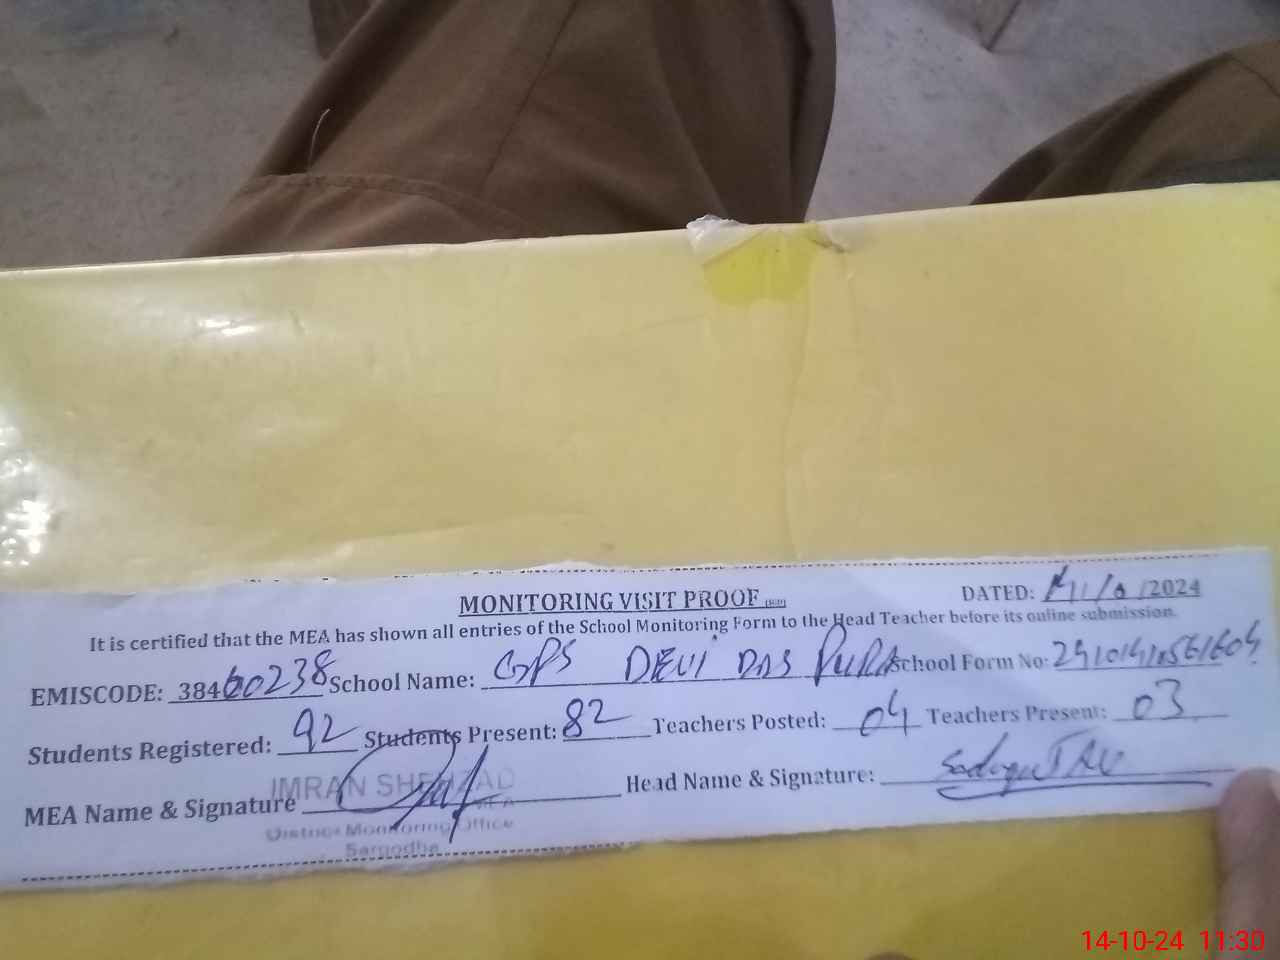 MONITORING VISIT PROOF DATED: /2024
It is certified that the MEA has shown all entries of the School Monitoring Form to the Head Teacher before its online submission.
EMISCODE: 38460238 School Name: GPS DEVI DAS PURA School Form No:
Students Registered: 92 Students Present: 82 Teachers Posted: 04 Teachers Present: 03
MEA Name & Signature IMRAN SHEHZAD Head Name & Signature:
MEA
District Monitoring Office
Sargodha
14-10-24 11:30